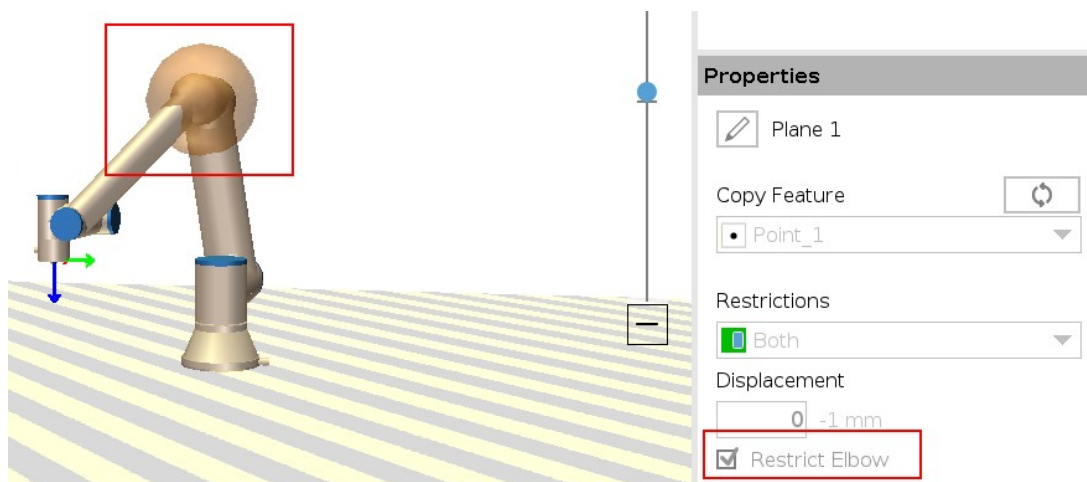 Properties
Plane 1
Copy Feature
Point_1
Restrictions
Both
Displacement
0 -1 mm
Restrict Elbow